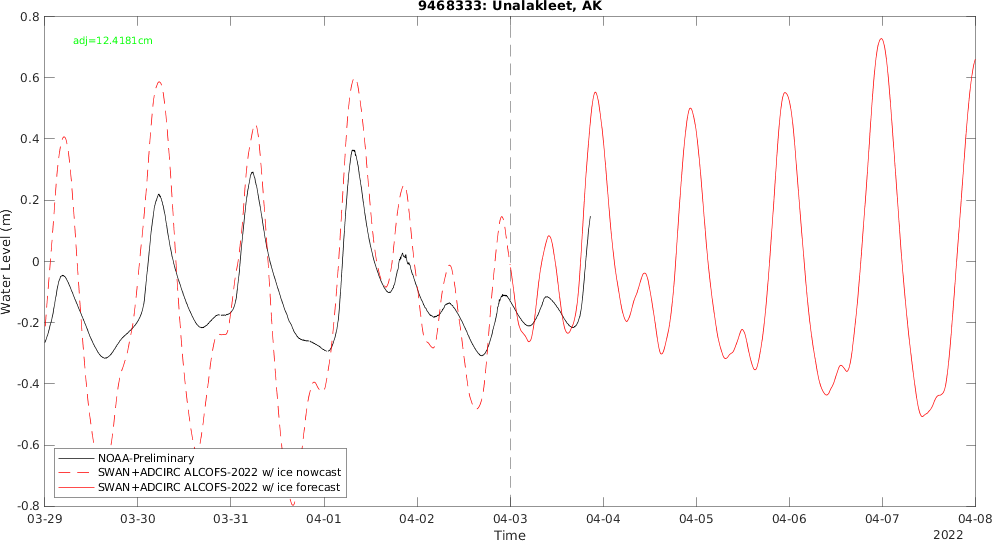 9468333: Unalakleet, AK
adj=12.4181cm
0.8
0.6
0.4
0.2
0
-0.2
-0.4
-0.6
-0.8
Water Level (m)
NOAA-Preliminary
SWAN+ADCIRC ALCOFS-2022 w/ ice nowcast
SWAN+ADCIRC ALCOFS-2022 w/ ice forecast
03-29 03-30 03-31 04-01 04-02 04-03 04-04 04-05 04-06 04-07 04-08
Time
2022